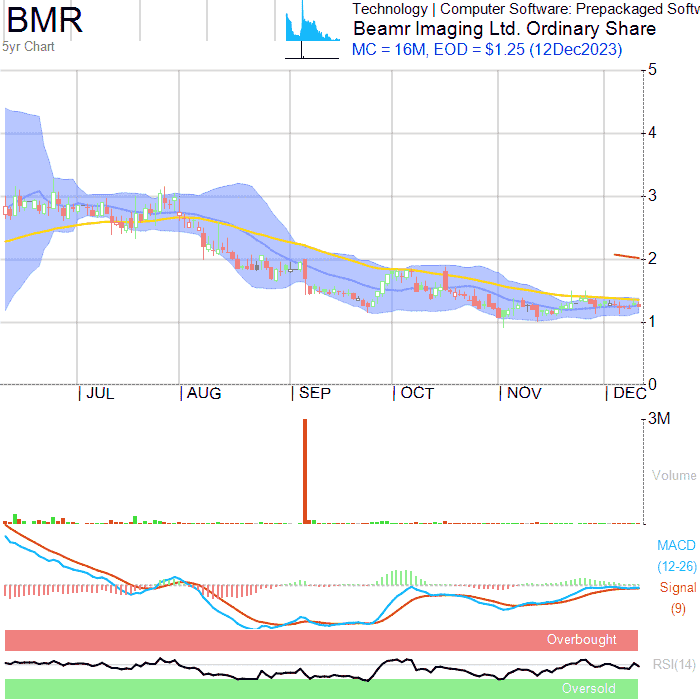 BMR
5yr Chart
Technology | Computer Software: Prepackaged Softw
Beamr Imaging Ltd. Ordinary Share
MC = 16M, EOD = $1.25 (12Dec2023)
5
4
3
2
1
0
JUL AUG SEP OCT NOV DEC
3M
Volume
MACD
(12-26)
Signal
(9)
Overbought
RSI(14)
Oversold